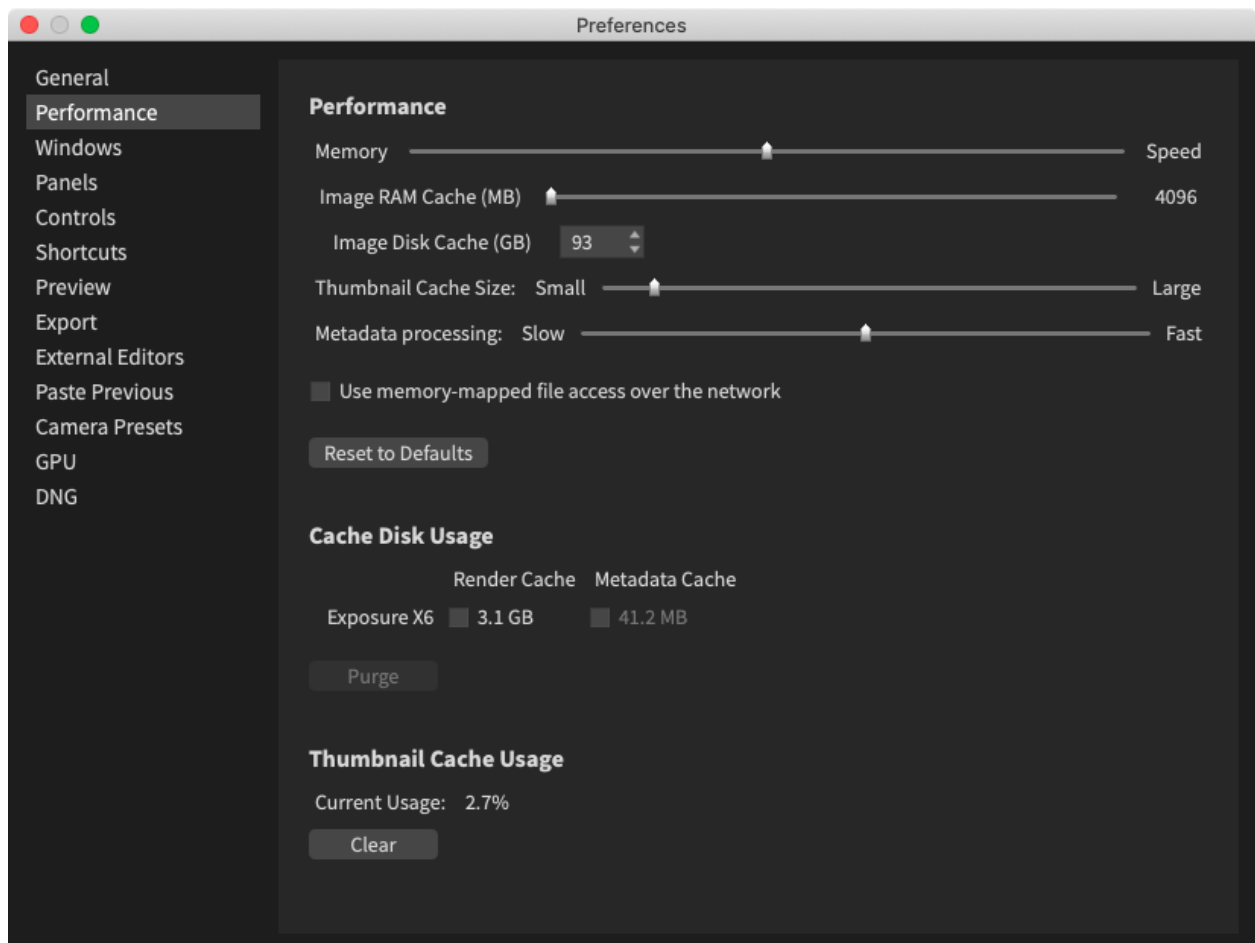 Preferences
General
Performance
Windows
Panels
Controls
Shortcuts
Preview
Export
External Editors
Paste Previous
Camera Presets
GPU
DNG
Performance
Memory Speed
Image RAM Cache (MB) 4096
Image Disk Cache (GB) 93
Thumbnail Cache Size: Small Large
Metadata processing: Slow Fast
Use memory-mapped file access over the network
Reset to Defaults
Cache Disk Usage
Render Cache Metadata Cache
Exposure X6 3.1 GB 41.2 MB
Purge
Thumbnail Cache Usage
Current Usage: 2.7%
Clear